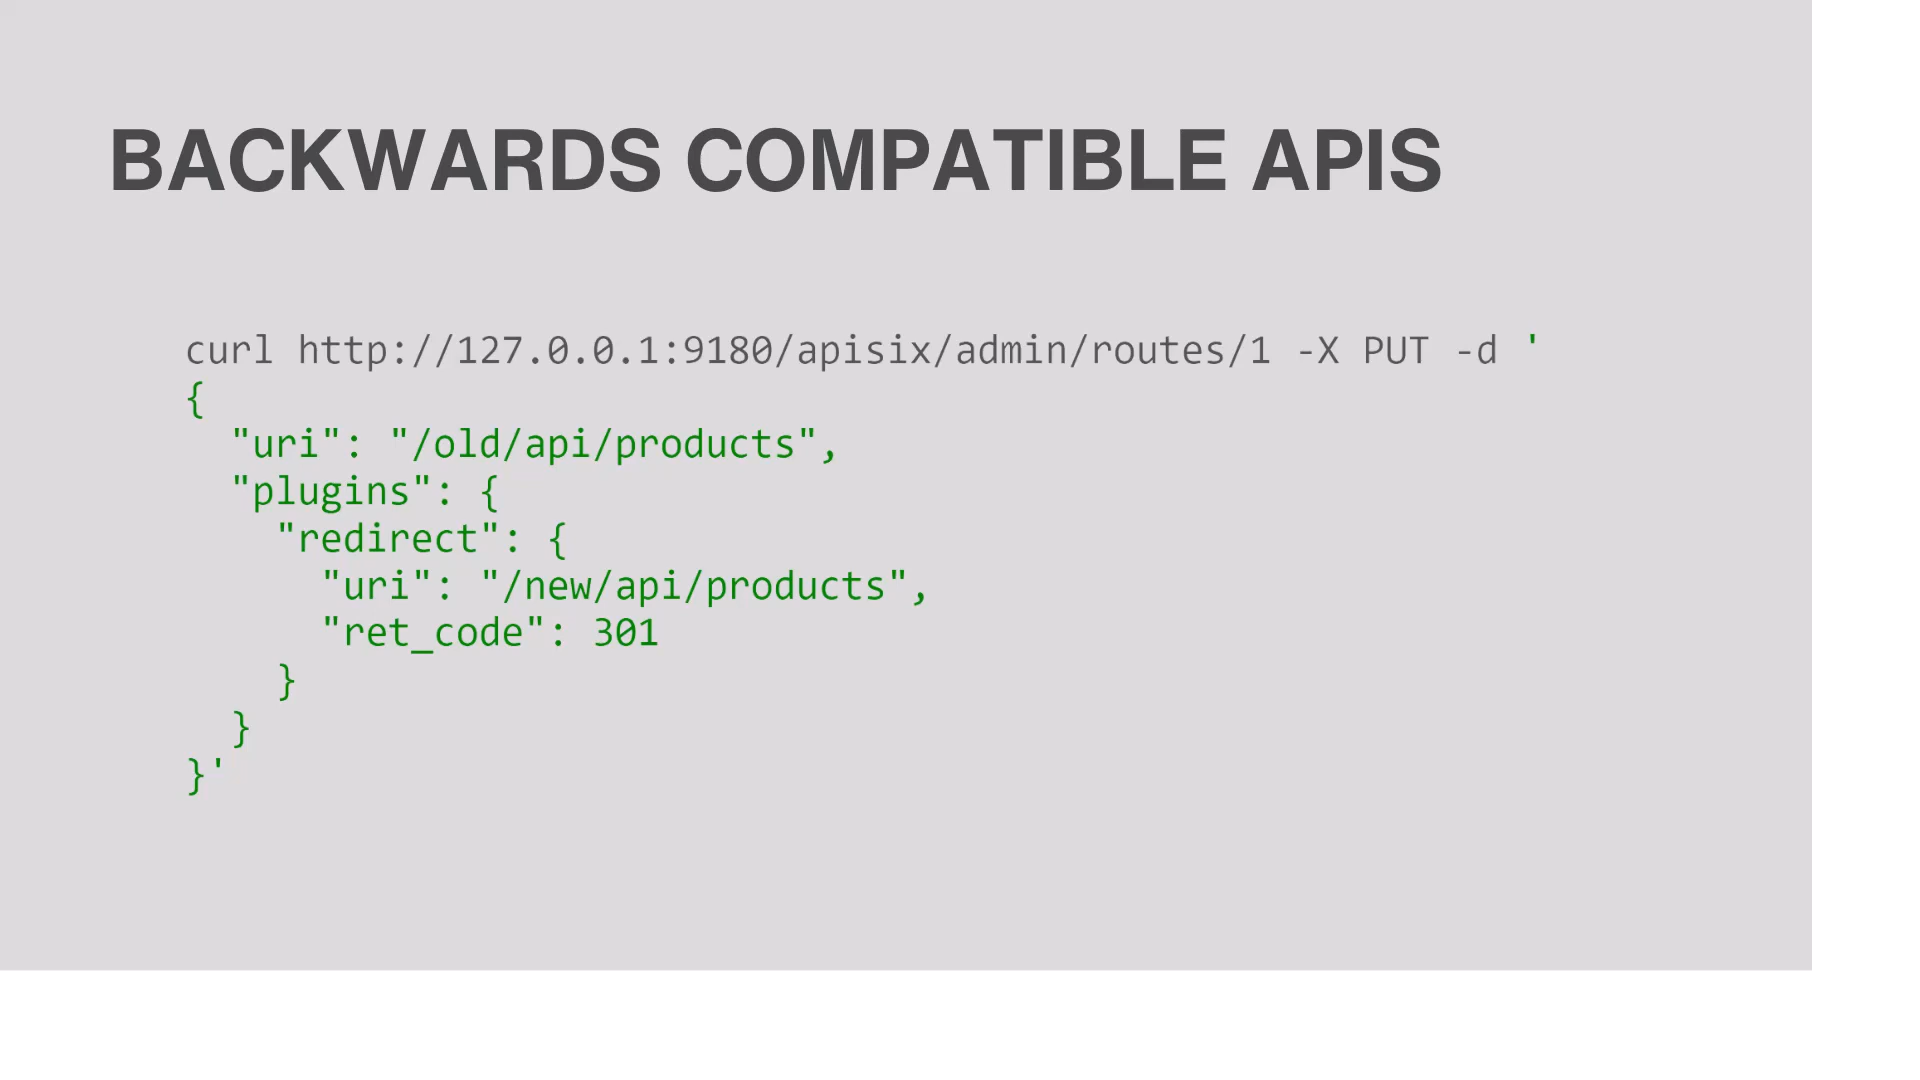 BACKWARDS COMPATIBLE APIS
curl http://127.0.0.1:9180/apisix/admin/routes/1 -X PUT -d '
{
  "uri": "/old/api/products",
  "plugins": {
    "redirect": {
      "uri": "/new/api/products",
      "ret_code": 301
    }
  }
}'